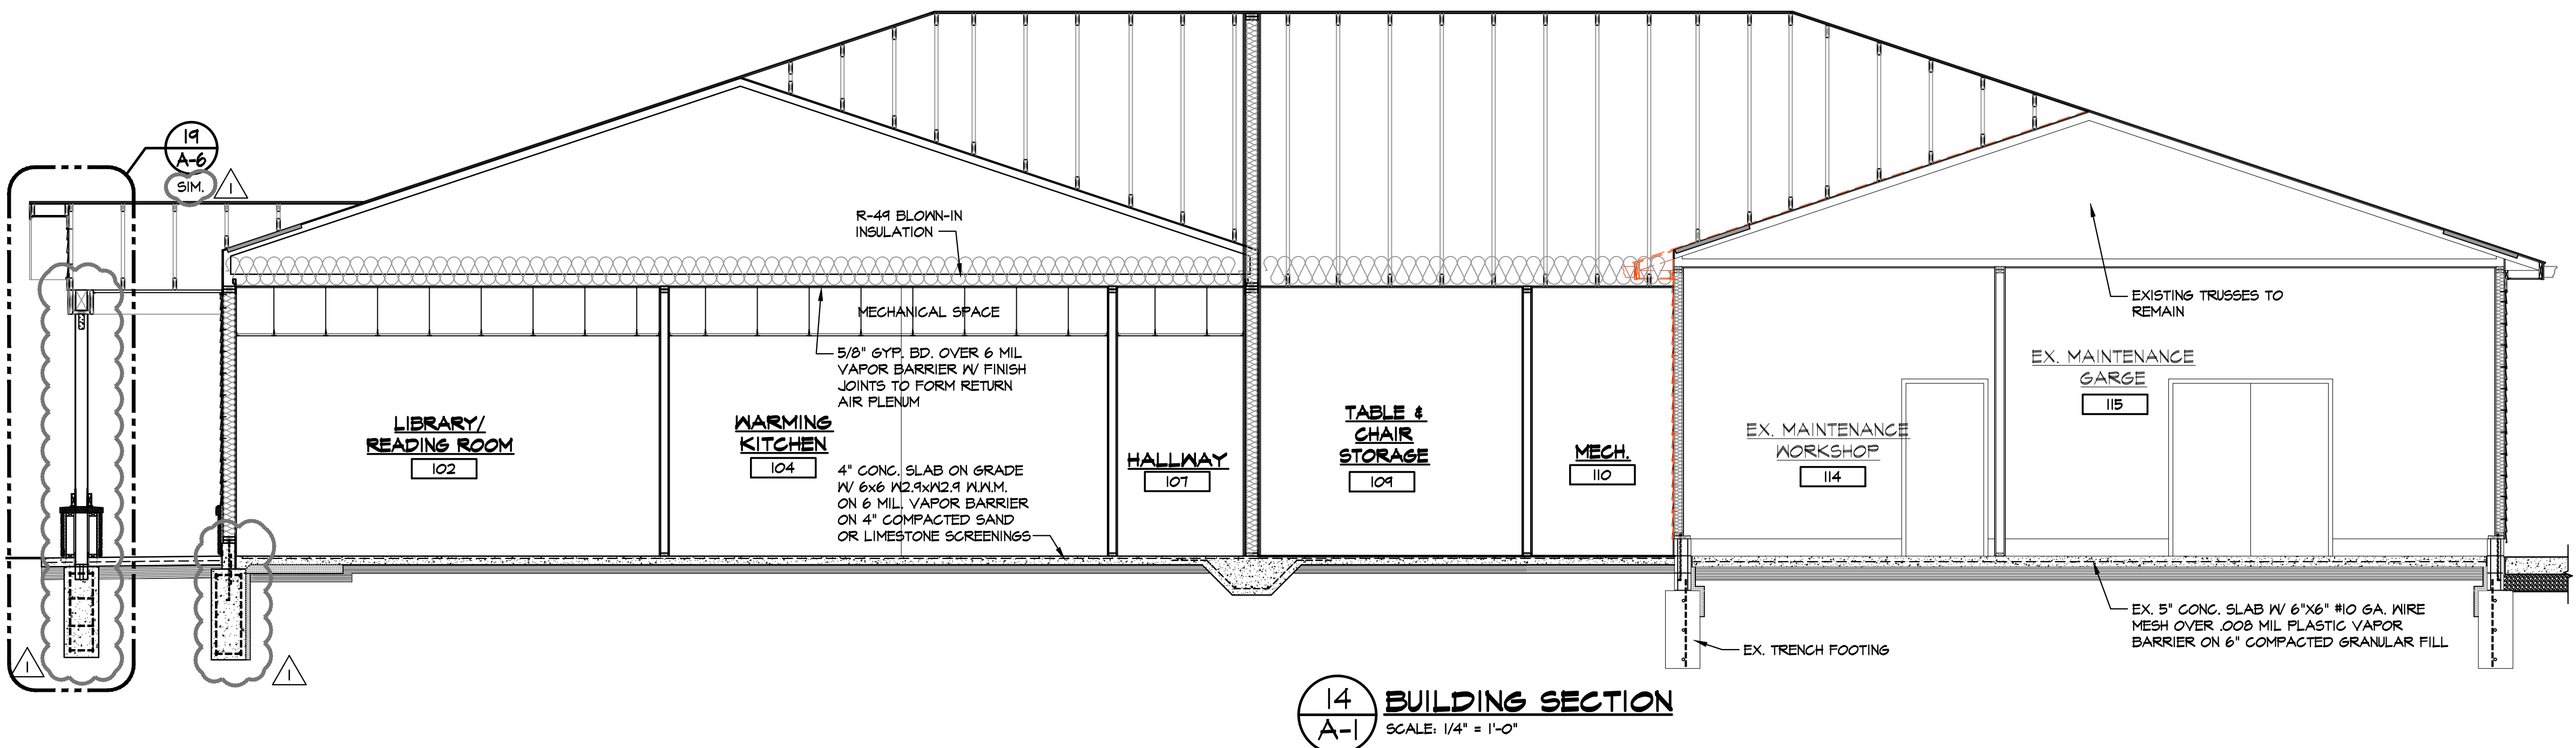 19
A-6
SIM.
1
R-49 BLOWN-IN
INSULATION
MECHANICAL SPACE
5/8" GYP. BD. OVER 6 MIL
VAPOR BARRIER W/ FINISH
JOINTS TO FORM RETURN
AIR PLENUM
EXISTING TRUSSES TO
REMAIN
LIBRARY/
READING ROOM
102
WARMING
KITCHEN
104
4" CONC. SLAB ON GRADE
W/ 6x6 W2.9xW2.9 W.W.M.
ON 6 MIL. VAPOR BARRIER
ON 4" COMPACTED SAND
OR LIMESTONE SCREENINGS
HALLWAY
107
TABLE &
CHAIR
STORAGE
109
MECH.
110
EX. MAINTENANCE
WORKSHOP
114
EX. MAINTENANCE
GARGE
115
1
1
EX. TRENCH FOOTING
EX. 5" CONC. SLAB W/ 6"X6" #10 GA. WIRE
MESH OVER .008 MIL PLASTIC VAPOR
BARRIER ON 6" COMPACTED GRANULAR FILL
14
A-1
BUILDING SECTION
SCALE: 1/4" = 1'-0"